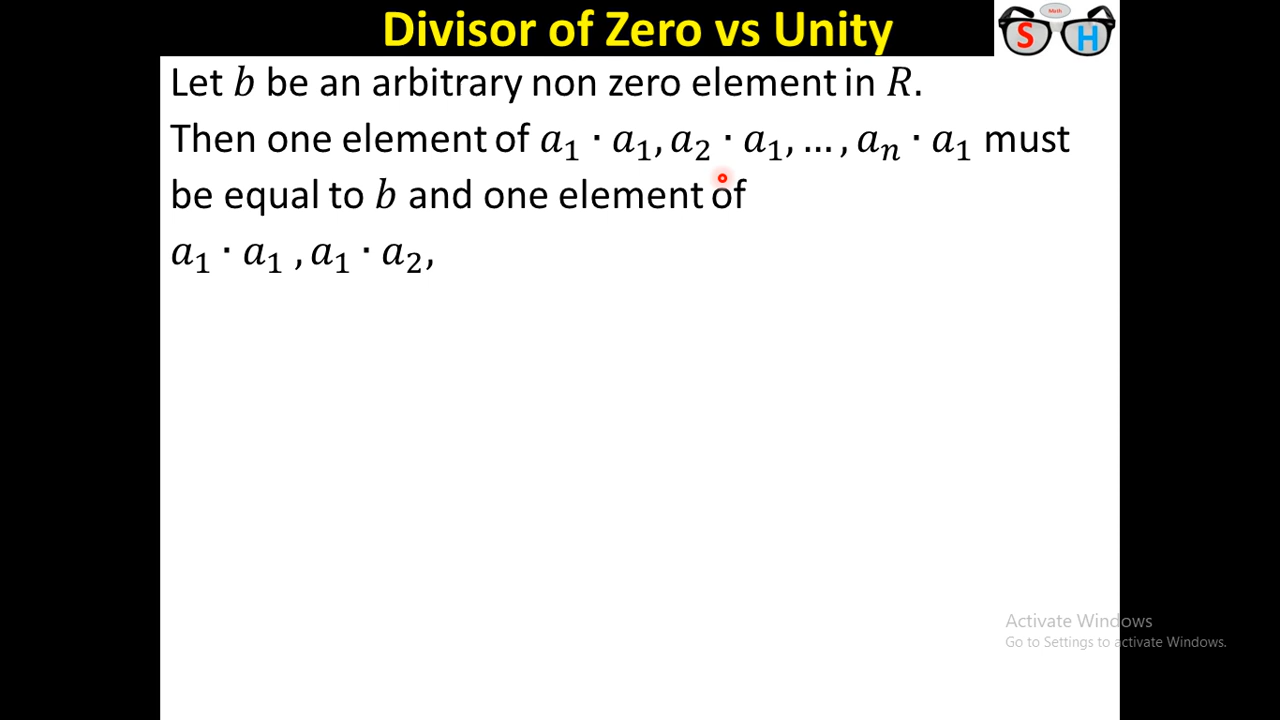 Divisor of Zero vs Unity
Math
S H
Let b be an arbitrary non zero element in R.
Then one element of a₁ · a₁, a₂ · a₁, … , aₙ · a₁ must
be equal to b and one element of
a₁ · a₁ , a₁ · a₂,
Activate Windows
Go to Settings to activate Windows.